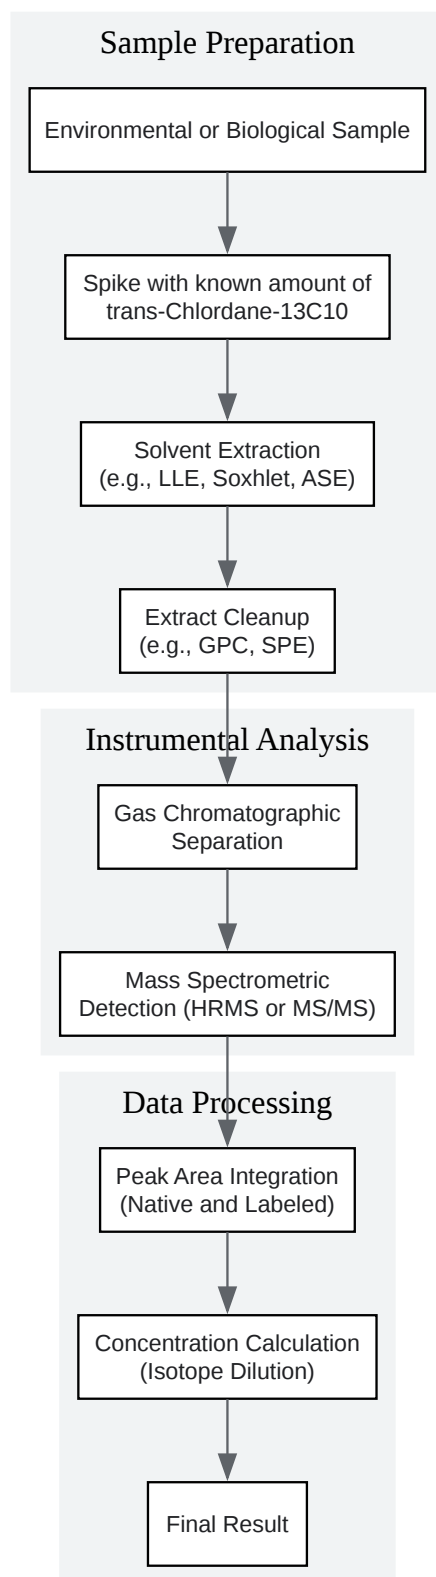 Sample Preparation
Environmental or Biological Sample
Spike with known amount of
trans-Chlordane-13C10
Solvent Extraction
(e.g., LLE, Soxhlet, ASE)
Extract Cleanup
(e.g., GPC, SPE)
Instrumental Analysis
Gas Chromatographic
Separation
Mass Spectrometric
Detection (HRMS or MS/MS)
Data Processing
Peak Area Integration
(Native and Labeled)
Concentration Calculation
(Isotope Dilution)
Final Result